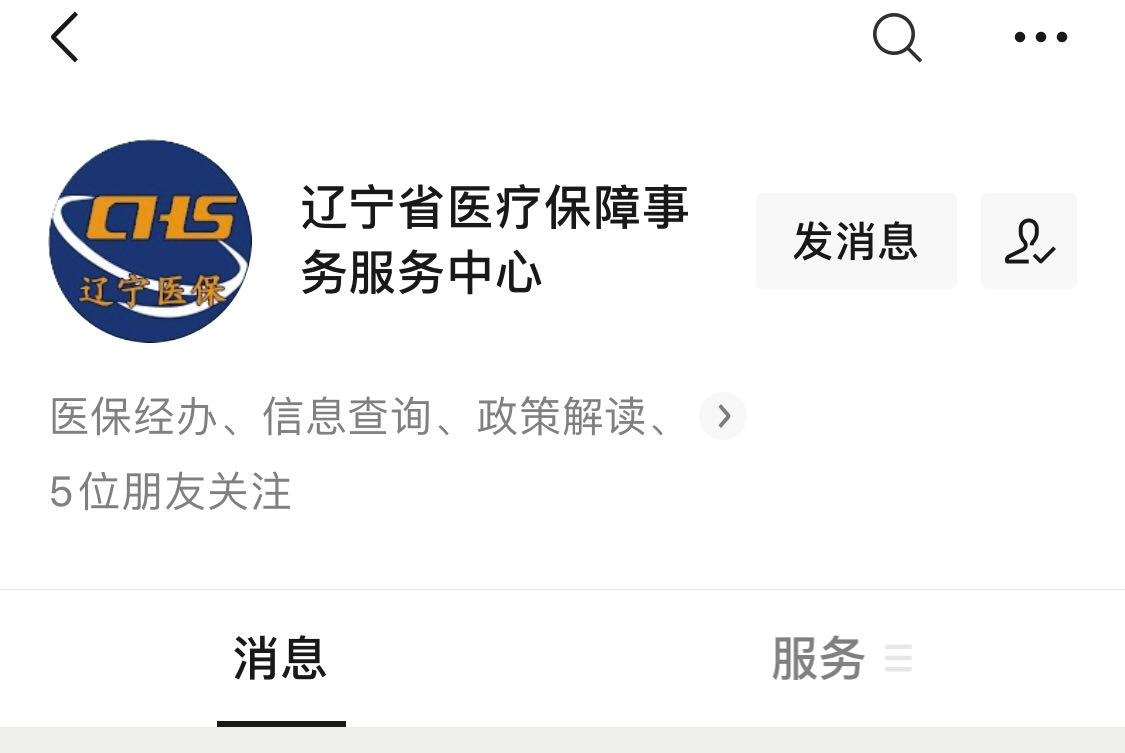 CHS
辽宁医保
辽宁省医疗保障事
务服务中心
发消息
医保经办、信息查询、政策解读、
5位朋友关注
消息
服务